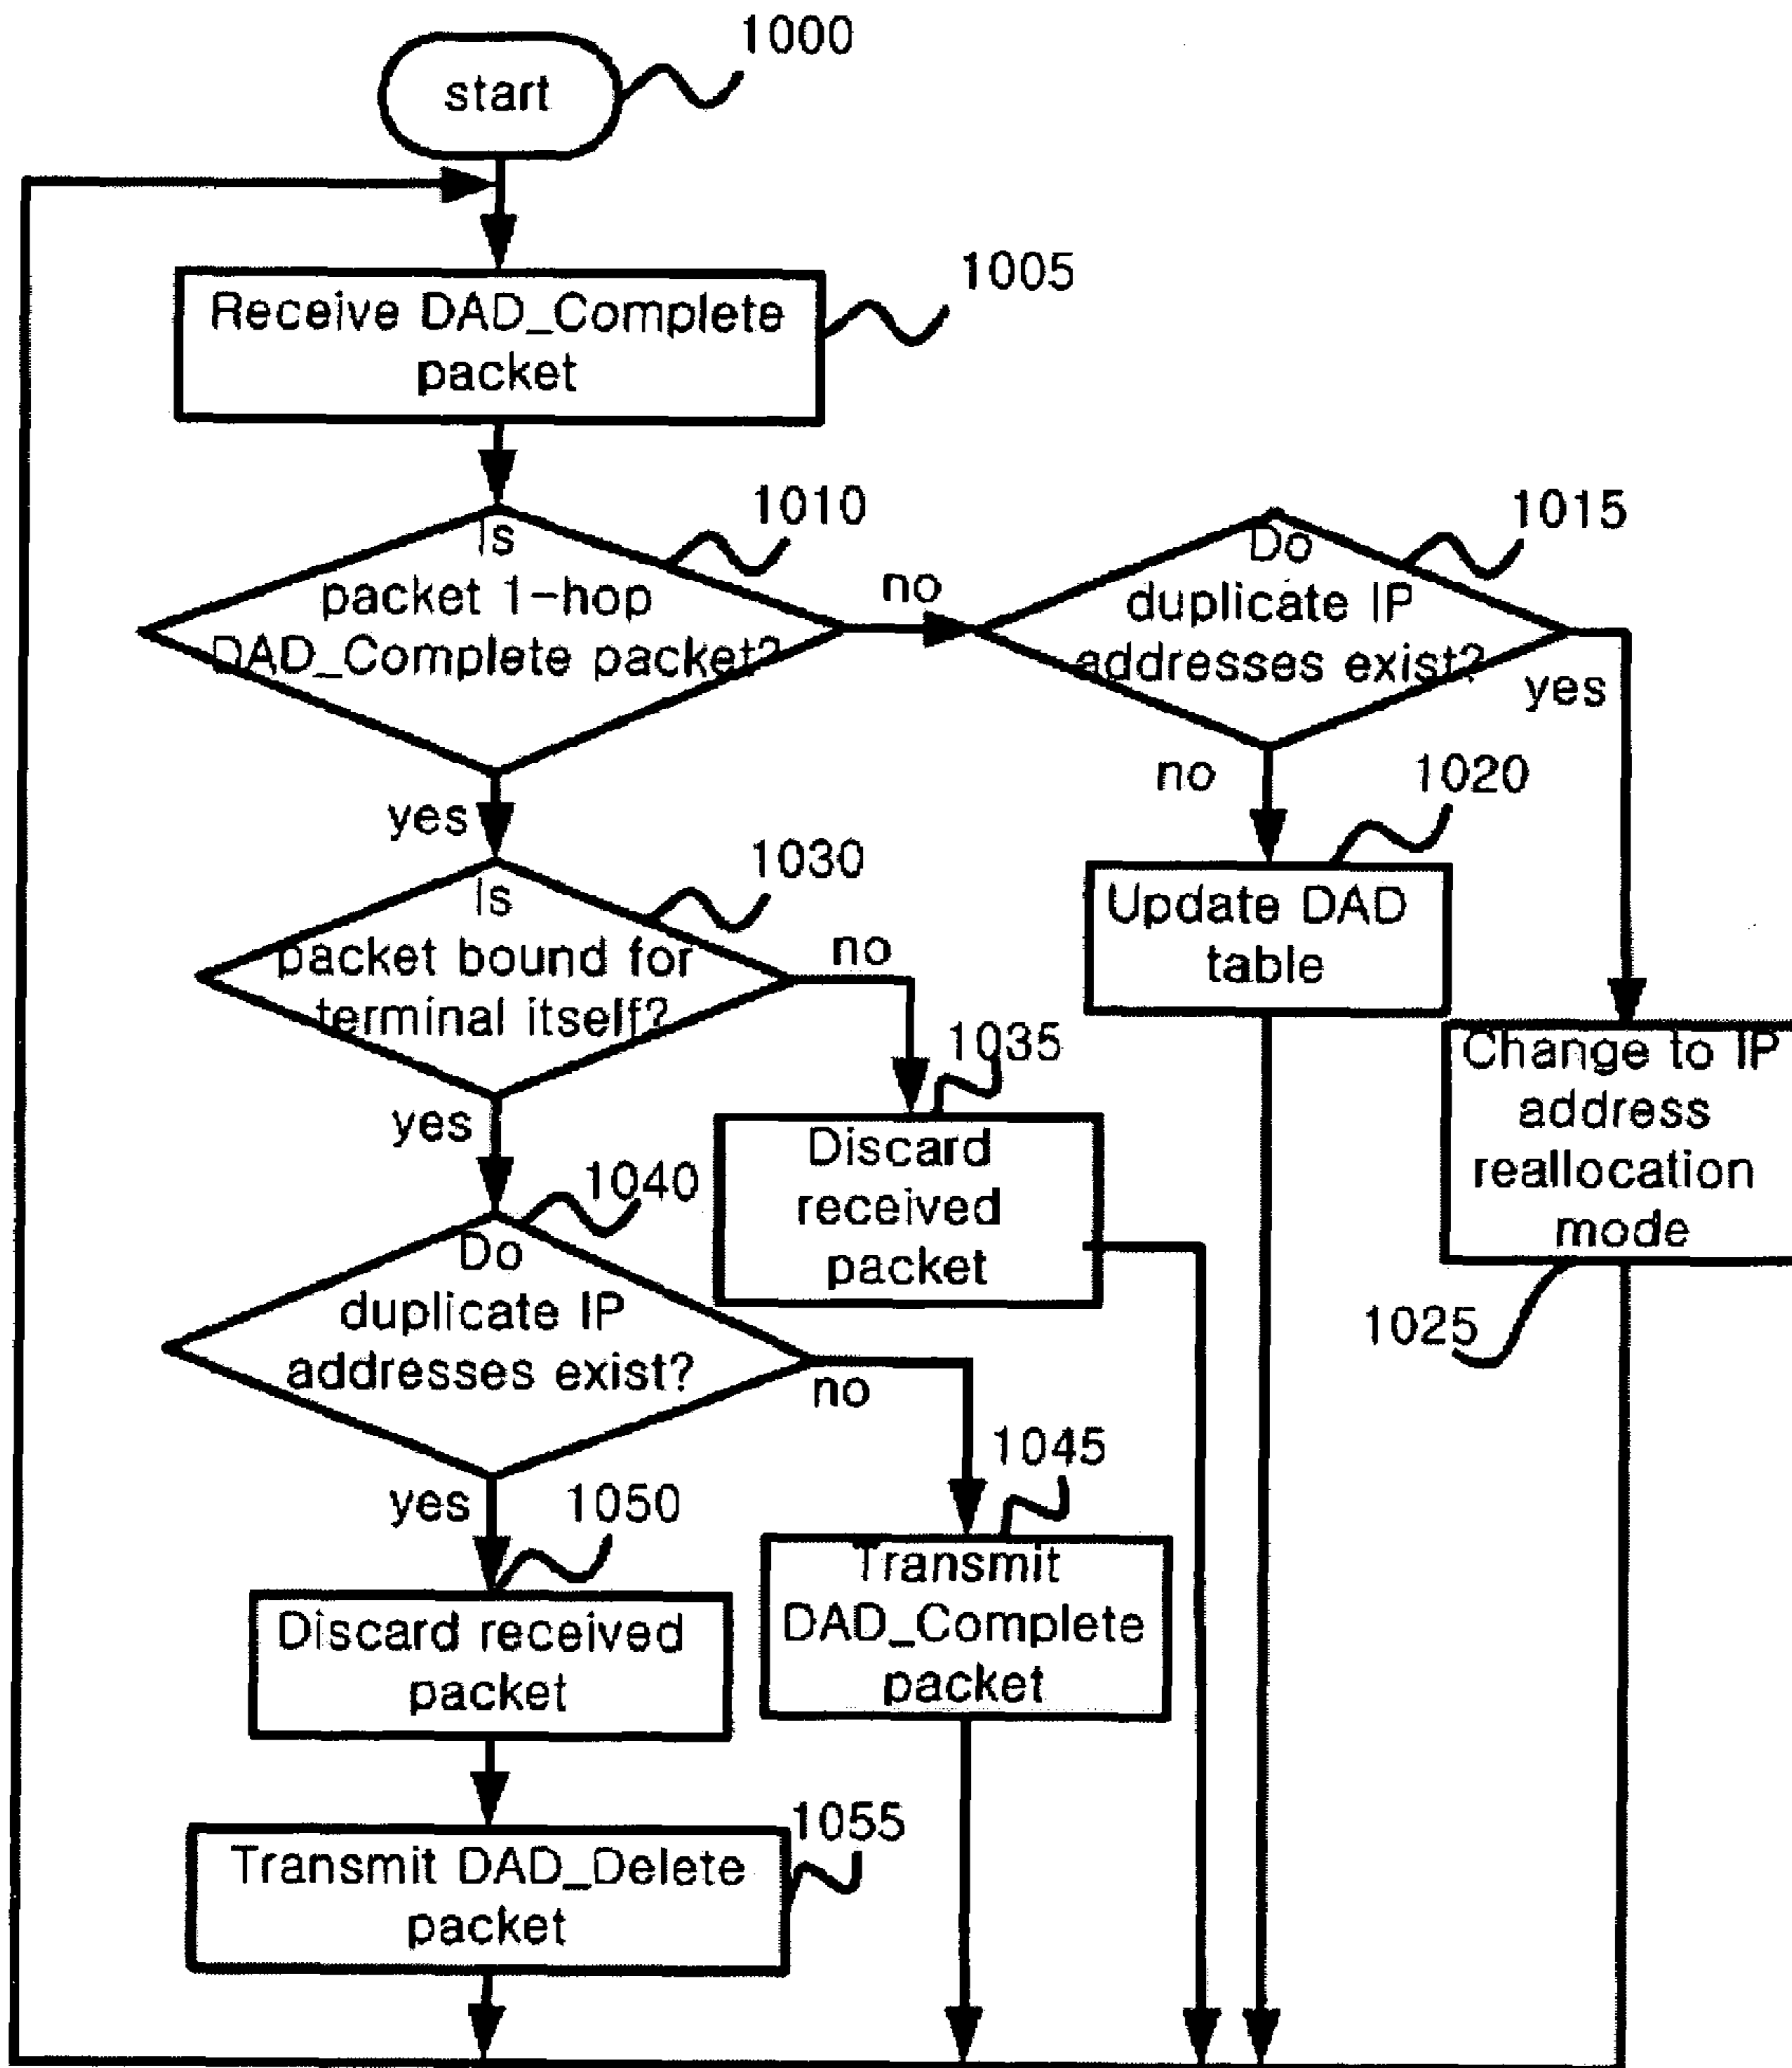 1000
start
1005
Receive DAD_Complete
packet
1010
Is
packet 1-hop
DAD_Complete packet?
no
1015
Do
duplicate IP
addresses exist?
yes
no
1020
Update DAD
table
Change to IP
address
reallocation
mode
1025
yes
1030
Is
packet bound for
terminal itself?
no
1035
Discard
received
packet
yes
1040
Do
duplicate IP
addresses exist?
no
1045
Transmit
DAD_Complete
packet
yes
1050
Discard received
packet
1055
Transmit DAD_Delete
packet